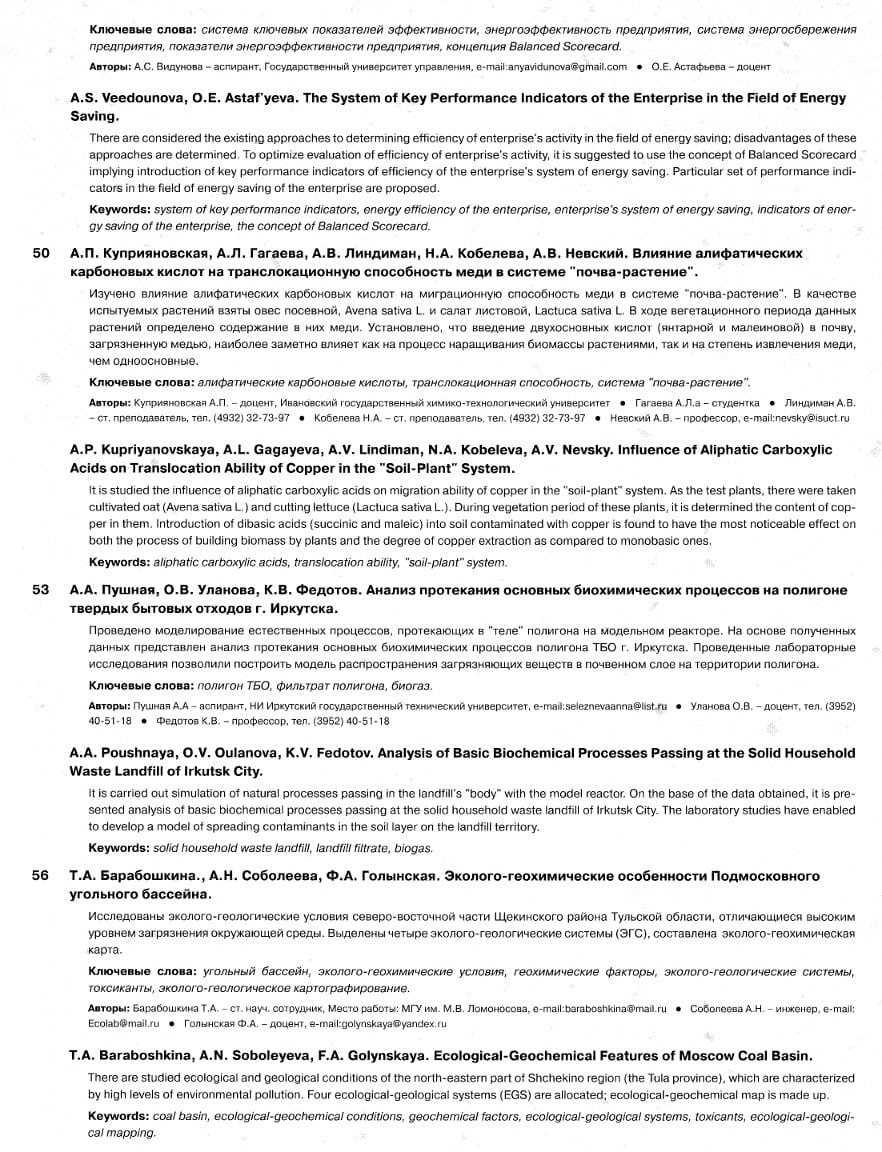 Ключевые слова: система ключевых показателей эффективности, энергоэффективность предприятия, система энергосбережения
предприятия, показатели энергоэффективности предприятия, концепция Balanced Scorecard.
Авторы: А.С. Видунова – аспирант, Государственный университет управления, e-mail:anyavidunova@gmail.com ● О.Е. Астафьева – доцент
A.S. Veedounova, O.E. Astaf'yeva. The System of Key Performance Indicators of the Enterprise in the Field of Energy
Saving.
There are considered the existing approaches to determining efficiency of enterprise's activity in the field of energy saving; disadvantages of these
approaches are determined. To optimize evaluation of efficiency of enterprise's activity, it is suggested to use the concept of Balanced Scorecard
implying introduction of key performance indicators of efficiency of the enterprise's system of energy saving. Particular set of performance indi-
cators in the field of energy saving of the enterprise are proposed.
Keywords: system of key performance indicators, energy efficiency of the enterprise, enterprise's system of energy saving, indicators of ener-
gy saving of the enterprise, the concept of Balanced Scorecard.
50 А.П. Куприяновская, А.Л. Гагаева, А.В. Линдиман, Н.А. Кобелева, А.В. Невский. Влияние алифатических
карбоновых кислот на транслокационную способность меди в системе "почва-растение".
Изучено влияние алифатических карбоновых кислот на миграционную способность меди в системе "почва-растение". В качестве
испытуемых растений взяты овес посевной, Avena sativa L. и салат листовой, Lactuca sativa L. В ходе вегетационного периода данных
растений определено содержание в них меди. Установлено, что введение двухосновных кислот (янтарной и малеиновой) в почву,
загрязненную медью, наиболее заметно влияет как на процесс наращивания биомассы растениями, так и на степень извлечения меди,
чем одноосновные.
Ключевые слова: алифатические карбоновые кислоты, транслокационная способность, система "почва-растение".
Авторы: Куприяновская А.П. – доцент, Ивановский государственный химико-технологический университет ● Гагаева А.Л.а – студентка ● Линдиман А.В.
– ст. преподаватель, тел. (4932) 32-73-97 ● Кобелева Н.А. – ст. преподаватель, тел. (4932) 32-73-97 ● Невский А.В. – профессор, e-mail:nevsky@isuct.ru
A.P. Kupriyanovskaya, A.L. Gagayeva, A.V. Lindiman, N.A. Kobeleva, A.V. Nevsky. Influence of Aliphatic Carboxylic
Acids on Translocation Ability of Copper in the "Soil-Plant" System.
It is studied the influence of aliphatic carboxylic acids on migration ability of copper in the "soil-plant" system. As the test plants, there were taken
cultivated oat (Avena sativa L.) and cutting lettuce (Lactuca sativa L.). During vegetation period of these plants, it is determined the content of cop-
per in them. Introduction of dibasic acids (succinic and maleic) into soil contaminated with copper is found to have the most noticeable effect on
both the process of building biomass by plants and the degree of copper extraction as compared to monobasic ones.
Keywords: aliphatic carboxylic acids, translocation ability, "soil-plant" system.
53 А.А. Пушная, О.В. Уланова, К.В. Федотов. Анализ протекания основных биохимических процессов на полигоне
твердых бытовых отходов г. Иркутска.
Проведено моделирование естественных процессов, протекающих в "теле" полигона на модельном реакторе. На основе полученных
данных представлен анализ протекания основных биохимических процессов полигона ТБО г. Иркутска. Проведенные лабораторные
исследования позволили построить модель распространения загрязняющих веществ в почвенном слое на территории полигона.
Ключевые слова: полигон ТБО, фильтрат полигона, биогаз.
Авторы: Пушная А.А – аспирант, НИ Иркутский государственный технический университет, e-mail:seleznevaanna@list.ru ● Уланова О.В. – доцент, тел. (3952)
40-51-18 ● Федотов К.В. – профессор, тел. (3952) 40-51-18
A.A. Poushnaya, O.V. Oulanova, K.V. Fedotov. Analysis of Basic Biochemical Processes Passing at the Solid Household
Waste Landfill of Irkutsk City.
It is carried out simulation of natural processes passing in the landfill's "body" with the model reactor. On the base of the data obtained, it is pre-
sented analysis of basic biochemical processes passing at the solid household waste landfill of Irkutsk City. The laboratory studies have enabled
to develop a model of spreading contaminants in the soil layer on the landfill territory.
Keywords: solid household waste landfill, landfill filtrate, biogas.
56 Т.А. Барабошкина., А.Н. Соболеева, Ф.А. Голынская. Эколого-геохимические особенности Подмосковного
угольного бассейна.
Исследованы эколого-геологические условия северо-восточной части Щекинского района Тульской области, отличающиеся высоким
уровнем загрязнения окружающей среды. Выделены четыре эколого-геологические системы (ЭГС), составлена эколого-геохимическая
карта.
Ключевые слова: угольный бассейн, эколого-геохимические условия, геохимические факторы, эколого-геологические системы,
токсиканты, эколого-геологическое картографирование.
Авторы: Барабошкина Т.А. – ст. науч. сотрудник, Место работы: МГУ им. М.В. Ломоносова, e-mail:baraboshkina@mail.ru ● Соболеева А.Н. – инженер, e-mail:
Ecolab@mail.ru ● Голынская Ф.А. – доцент, e-mail:golynskaya@yandex.ru
T.A. Baraboshkina, A.N. Soboleyeva, F.A. Golynskaya. Ecological-Geochemical Features of Moscow Coal Basin.
There are studied ecological and geological conditions of the north-eastern part of Shchekino region (the Tula province), which are characterized
by high levels of environmental pollution. Four ecological-geological systems (EGS) are allocated; ecological-geochemical map is made up.
Keywords: coal basin, ecological-geochemical conditions, geochemical factors, ecological-geological systems, toxicants, ecological-geologi-
cal mapping.